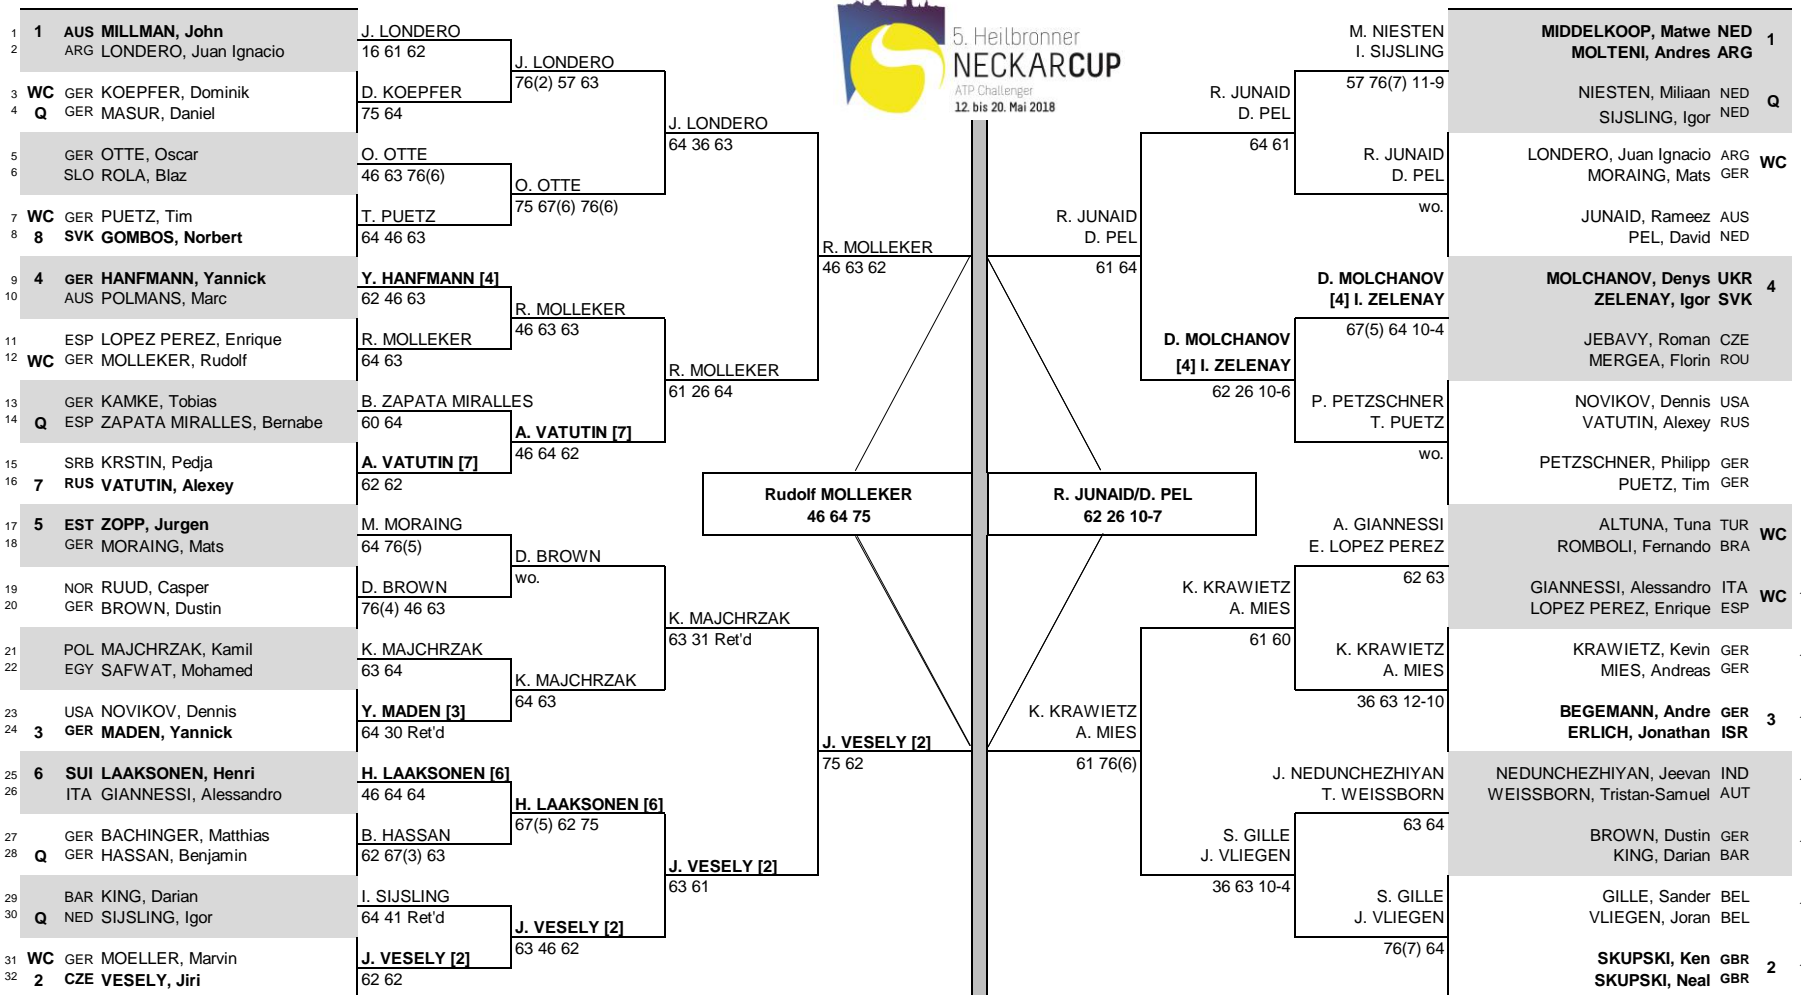 5. Heilbronner
NECKARCUP
ATP Challenger
12. bis 20. Mai 2018
1 1 AUS MILLMAN, John
2 ARG LONDERO, Juan Ignacio
3 WC GER KOEPFER, Dominik
4 Q GER MASUR, Daniel
5 GER OTTE, Oscar
6 SLO ROLA, Blaz
7 WC GER PUETZ, Tim
8 8 SVK GOMBOS, Norbert
9 4 GER HANFMANN, Yannick
10 AUS POLMANS, Marc
11 ESP LOPEZ PEREZ, Enrique
12 WC GER MOLLEKER, Rudolf
13 GER KAMKE, Tobias
14 Q ESP ZAPATA MIRALLES, Bernabe
15 SRB KRSTIN, Pedja
16 7 RUS VATUTIN, Alexey
17 5 EST ZOPP, Jurgen
18 GER MORAING, Mats
19 NOR RUUD, Casper
20 GER BROWN, Dustin
21 POL MAJCHRZAK, Kamil
22 EGY SAFWAT, Mohamed
23 USA NOVIKOV, Dennis
24 3 GER MADEN, Yannick
25 6 SUI LAAKSONEN, Henri
26 ITA GIANNESSI, Alessandro
27 GER BACHINGER, Matthias
28 Q GER HASSAN, Benjamin
29 BAR KING, Darian
30 Q NED SIJSLING, Igor
31 WC GER MOELLER, Marvin
32 2 CZE VESELY, Jiri
J. LONDERO
16 61 62
D. KOEPFER
75 64
O. OTTE
46 63 76(6)
T. PUETZ
64 46 63
Y. HANFMANN [4]
62 46 63
R. MOLLEKER
64 63
B. ZAPATA MIRALLES
60 64
A. VATUTIN [7]
62 62
M. MORAING
64 76(5)
D. BROWN
76(4) 46 63
K. MAJCHRZAK
63 64
Y. MADEN [3]
64 30 Ret'd
H. LAAKSONEN [6]
46 64 64
B. HASSAN
62 67(3) 63
I. SIJSLING
64 41 Ret'd
J. VESELY [2]
62 62
J. LONDERO
76(2) 57 63
O. OTTE
75 67(6) 76(6)
R. MOLLEKER
46 63 63
A. VATUTIN [7]
46 64 62
D. BROWN
wo.
K. MAJCHRZAK
64 63
H. LAAKSONEN [6]
67(5) 62 75
J. VESELY [2]
63 46 62
J. LONDERO
64 36 63
R. MOLLEKER
61 26 64
K. MAJCHRZAK
63 31 Ret'd
J. VESELY [2]
63 61
R. MOLLEKER
46 63 62
J. VESELY [2]
75 62
Rudolf MOLLEKER
46 64 75
R. JUNAID/D. PEL
62 26 10-7
R. JUNAID
D. PEL
61 64
K. KRAWIETZ
A. MIES
61 76(6)
R. JUNAID
D. PEL
64 61
D. MOLCHANOV
[4] I. ZELENAY
62 26 10-6
K. KRAWIETZ
A. MIES
61 60
S. GILLE
J. VLIEGEN
36 63 10-4
M. NIESTEN
I. SIJSLING
57 76(7) 11-9
R. JUNAID
D. PEL
wo.
D. MOLCHANOV
[4] I. ZELENAY
67(5) 64 10-4
P. PETZSCHNER
T. PUETZ
wo.
A. GIANNESSI
E. LOPEZ PEREZ
62 63
K. KRAWIETZ
A. MIES
36 63 12-10
J. NEDUNCHEZHIYAN
T. WEISSBORN
63 64
S. GILLE
J. VLIEGEN
76(7) 64
MIDDELKOOP, Matwe NED 1
MOLTENI, Andres ARG
NIESTEN, Miliaan NED Q
SIJSLING, Igor NED
LONDERO, Juan Ignacio ARG WC
MORAING, Mats GER
JUNAID, Rameez AUS
PEL, David NED
MOLCHANOV, Denys UKR 4
ZELENAY, Igor SVK
JEBAVY, Roman CZE
MERGEA, Florin ROU
NOVIKOV, Dennis USA
VATUTIN, Alexey RUS
PETZSCHNER, Philipp GER
PUETZ, Tim GER
ALTUNA, Tuna TUR WC
ROMBOLI, Fernando BRA
GIANNESSI, Alessandro ITA WC
LOPEZ PEREZ, Enrique ESP
KRAWIETZ, Kevin GER
MIES, Andreas GER
BEGEMANN, Andre GER 3
ERLICH, Jonathan ISR
NEDUNCHEZHIYAN, Jeevan IND
WEISSBORN, Tristan-Samuel AUT
BROWN, Dustin GER
KING, Darian BAR
GILLE, Sander BEL
VLIEGEN, Joran BEL
SKUPSKI, Ken GBR 2
SKUPSKI, Neal GBR